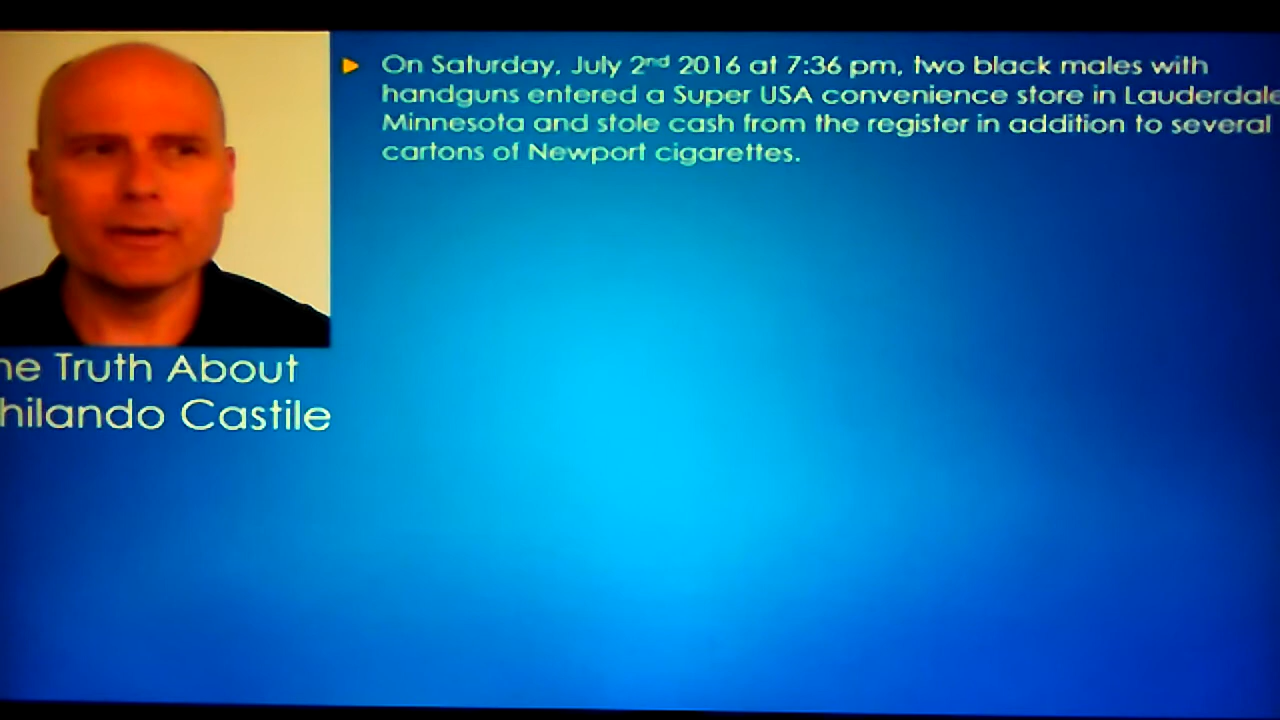 On Saturday, July 2nd 2016 at 7:36 pm, two black males with
handguns entered a Super USA convenience store in Lauderdale
Minnesota and stole cash from the register in addition to several
cartons of Newport cigarettes.
he Truth About
hilando Castile